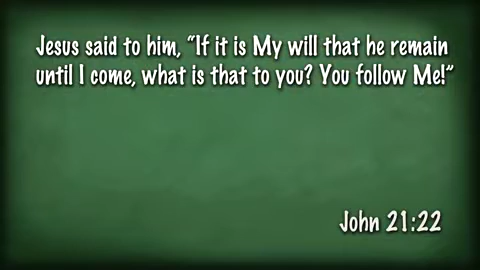 Jesus said to him, “If it is My will that he remain
until I come, what is that to you? You follow Me!”
John 21:22